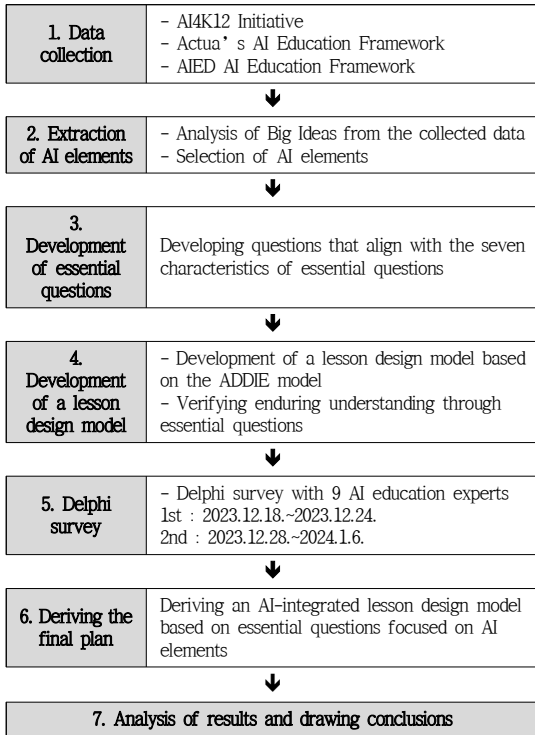 1. Data
collection
- AI4K12 Initiative
- Actua’s AI Education Framework
- AIED AI Education Framework
2. Extraction
of AI elements
- Analysis of Big Ideas from the collected data
- Selection of AI elements
3.
Development
of essential
questions
Developing questions that align with the seven
characteristics of essential questions
4.
Development
of a lesson
design model
- Development of a lesson design model based
on the ADDIE model
- Verifying enduring understanding through
essential questions
5. Delphi
survey
- Delphi survey with 9 AI education experts
1st : 2023.12.18.~2023.12.24.
2nd : 2023.12.28.~2024.1.6.
6. Deriving the
final plan
Deriving an AI-integrated lesson design model
based on essential questions focused on AI
elements
7. Analysis of results and drawing conclusions